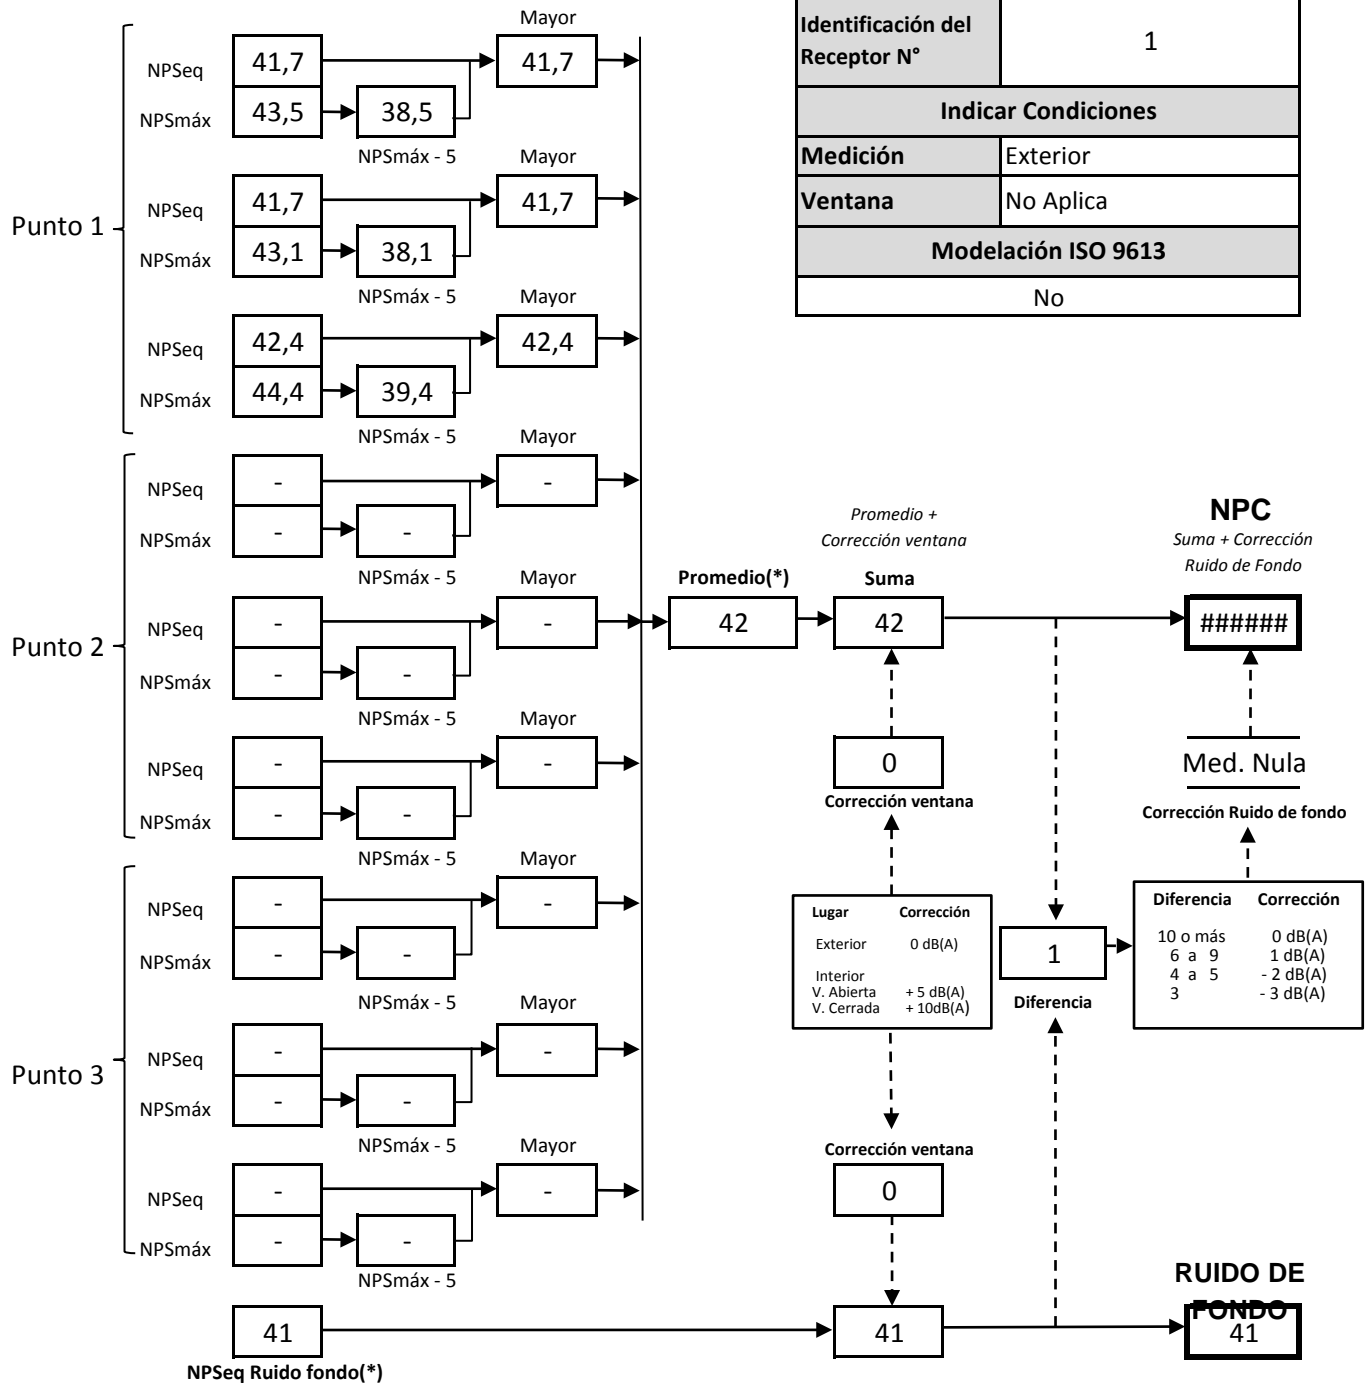 Identificación del
Receptor N°
1
Indicar Condiciones
Medición
Exterior
Ventana
No Aplica
Modelación ISO 9613
No
Punto 1
Mayor
NPSeq
41,7
41,7
NPSmáx
43,5
38,5
NPSmáx - 5
Mayor
NPSeq
41,7
41,7
NPSmáx
43,1
38,1
NPSmáx - 5
Mayor
NPSeq
42,4
42,4
NPSmáx
44,4
39,4
NPSmáx - 5
Punto 2
Mayor
NPSeq
-
-
NPSmáx
-
-
NPSmáx - 5
Mayor
NPSeq
-
-
NPSmáx
-
-
NPSmáx - 5
Mayor
NPSeq
-
-
NPSmáx
-
-
NPSmáx - 5
Punto 3
Mayor
NPSeq
-
-
NPSmáx
-
-
NPSmáx - 5
Mayor
NPSeq
-
-
NPSmáx
-
-
NPSmáx - 5
Mayor
NPSeq
-
-
NPSmáx
-
-
NPSmáx - 5
Promedio(*)
42
Promedio +
Corrección ventana
Suma
42
NPC
Suma + Corrección
Ruido de Fondo
######
0
Corrección ventana
Med. Nula
Corrección Ruido de fondo
Lugar Corrección
Exterior 0 dB(A)
Interior
V. Abierta + 5 dB(A)
V. Cerrada + 10dB(A)
1
Diferencia
Diferencia Corrección
10 o más 0 dB(A)
6 a 9 1 dB(A)
4 a 5 - 2 dB(A)
3 - 3 dB(A)
Corrección ventana
0
41
NPSeq Ruido fondo(*)
41
RUIDO DE
FONDO
41